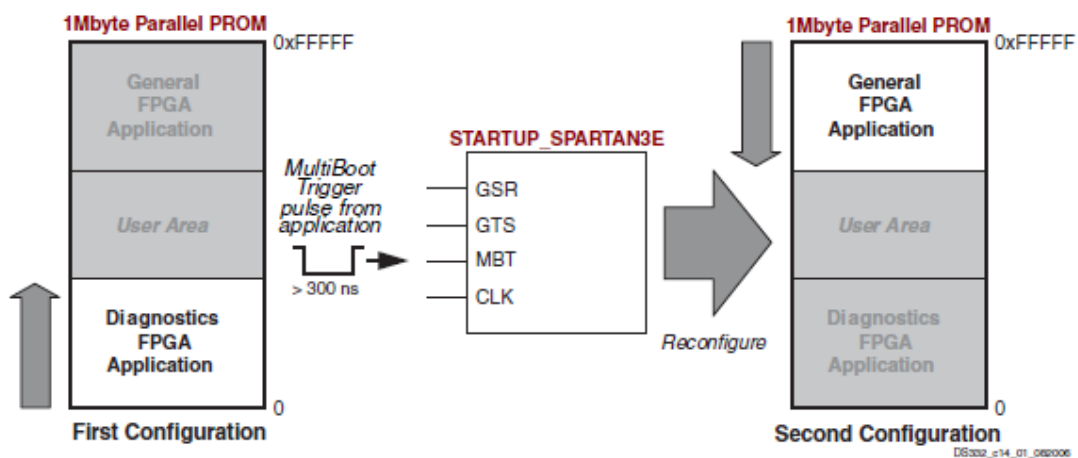 1Mbyte Parallel PROM
0xFFFFF
General
FPGA
Application
User Area
Diagnostics
FPGA
Application
0
First Configuration
MultiBoot
Trigger
pulse from
application
> 300 ns
STARTUP_SPARTAN3E
GSR
GTS
MBT
CLK
Reconfigure
1Mbyte Parallel PROM
0xFFFFF
General
FPGA
Application
User Area
Diagnostics
FPGA
Application
0
Second Configuration
DS332_c14_01_082006